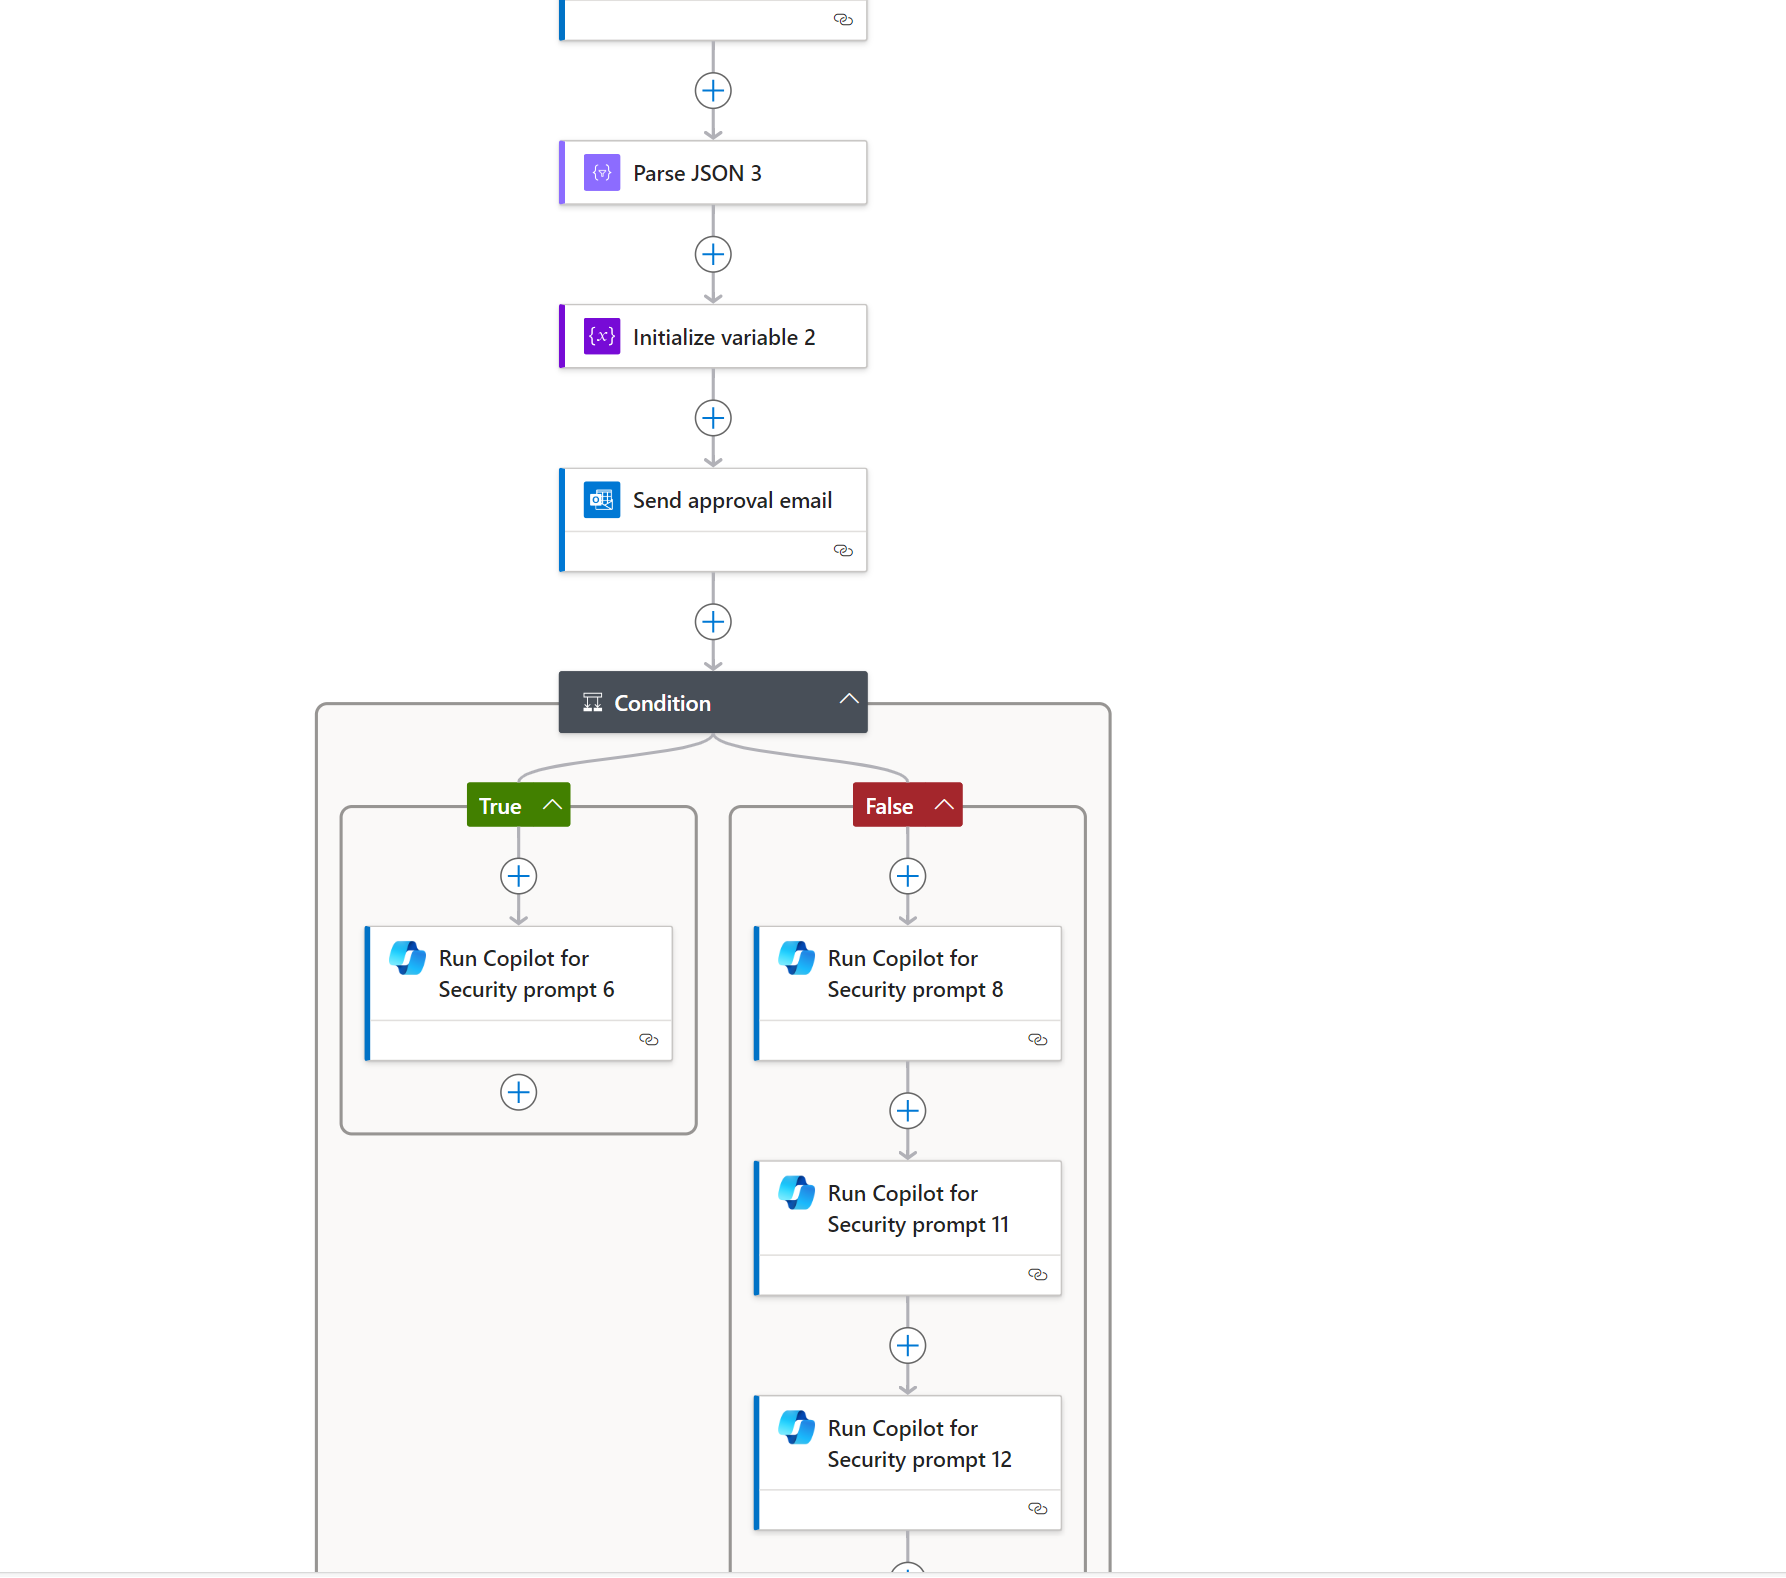 Parse JSON 3
Initialize variable 2
Send approval email
Condition
True
False
Run Copilot for
Security prompt 6
Run Copilot for
Security prompt 8
Run Copilot for
Security prompt 11
Run Copilot for
Security prompt 12